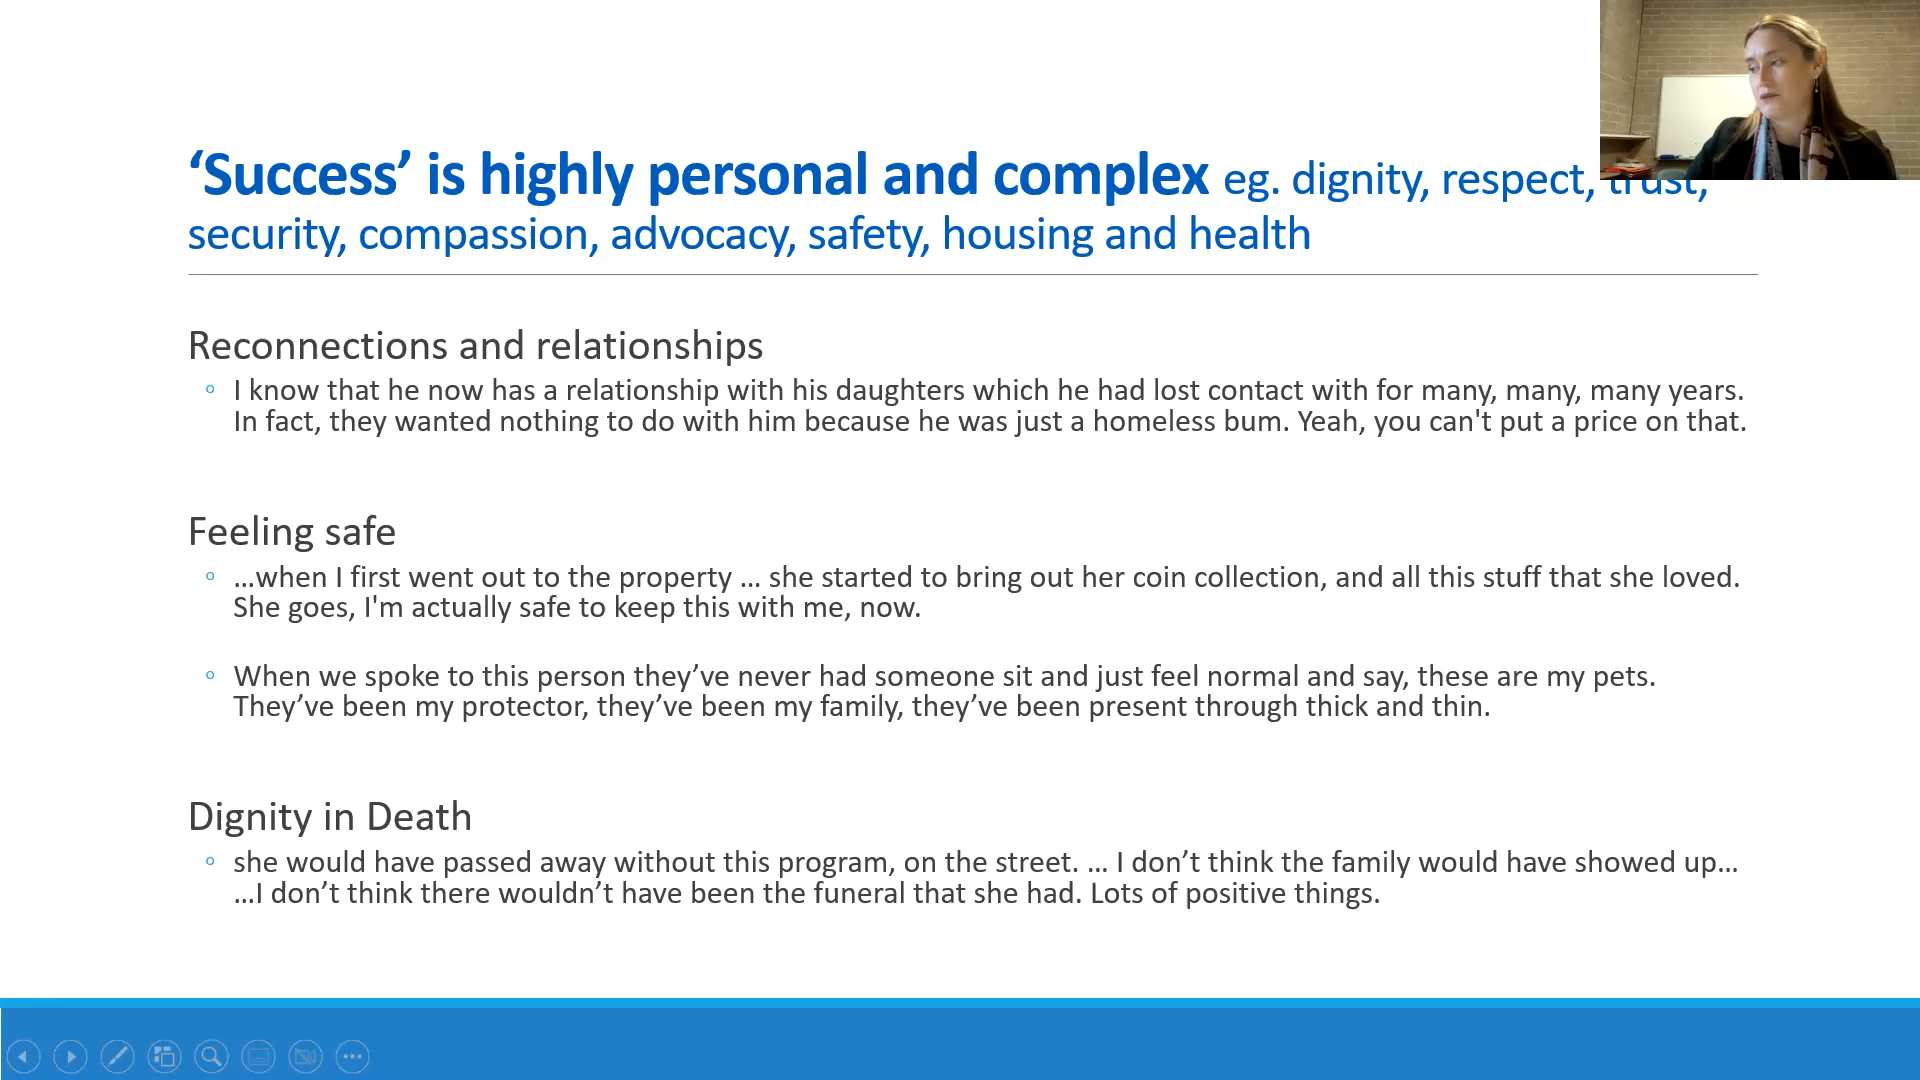 ‘Success’ is highly personal and complex eg. dignity, respect, trust,
security, compassion, advocacy, safety, housing and health
Reconnections and relationships
I know that he now has a relationship with his daughters which he had lost contact with for many, many, many years.
In fact, they wanted nothing to do with him because he was just a homeless bum. Yeah, you can't put a price on that.
Feeling safe
…when I first went out to the property … she started to bring out her coin collection, and all this stuff that she loved.
She goes, I'm actually safe to keep this with me, now.
When we spoke to this person they’ve never had someone sit and just feel normal and say, these are my pets.
They’ve been my protector, they’ve been my family, they’ve been present through thick and thin.
Dignity in Death
she would have passed away without this program, on the street. … I don’t think the family would have showed up…
…I don’t think there wouldn’t have been the funeral that she had. Lots of positive things.